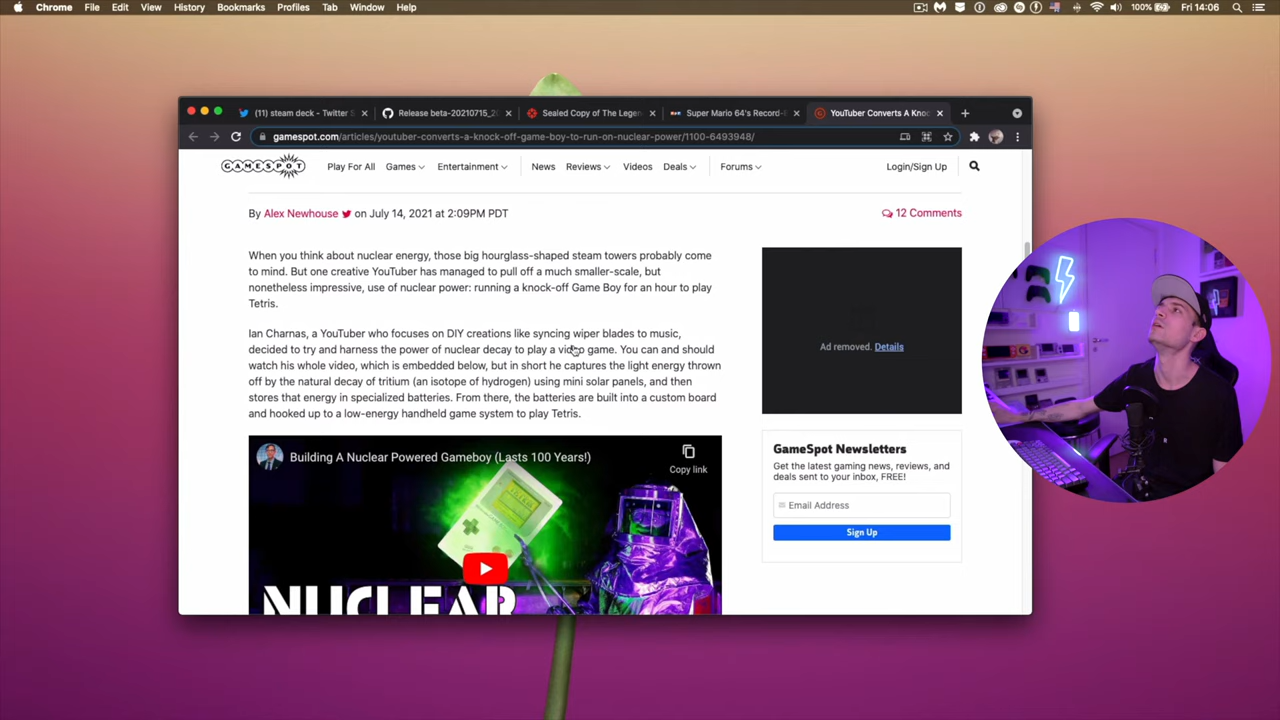 Chrome File Edit View History Bookmarks Profiles Tab Window Help
100% Fri 14:06
(11) steam deck - Twitter S
Release beta-20210715_2
Sealed Copy of The Legen
Super Mario 64's Record-
YouTuber Converts A Kno
gamespot.com/articles/youtuber-converts-a-knock-off-game-boy-to-run-on-nuclear-power/1100-6493948/
GAMESPOT
Play For All Games Entertainment News Reviews Videos Deals Forums Login/Sign Up
By Alex Newhouse on July 14, 2021 at 2:09PM PDT
12 Comments
When you think about nuclear energy, those big hourglass-shaped steam towers probably come
to mind. But one creative YouTuber has managed to pull off a much smaller-scale, but
nonetheless impressive, use of nuclear power: running a knock-off Game Boy for an hour to play
Tetris.
Ian Charnas, a YouTuber who focuses on DIY creations like syncing wiper blades to music,
decided to try and harness the power of nuclear decay to play a video game. You can and should
watch his whole video, which is embedded below, but in short he captures the light energy thrown
off by the natural decay of tritium (an isotope of hydrogen) using mini solar panels, and then
stores that energy in specialized batteries. From there, the batteries are built into a custom board
and hooked up to a low-energy handheld game system to play Tetris.
Building A Nuclear Powered Gameboy (Lasts 100 Years!)
Copy link
NUCLEAR
Ad removed. Details
GameSpot Newsletters
Get the latest gaming news, reviews, and
deals sent to your inbox, FREE!
Email Address
Sign Up